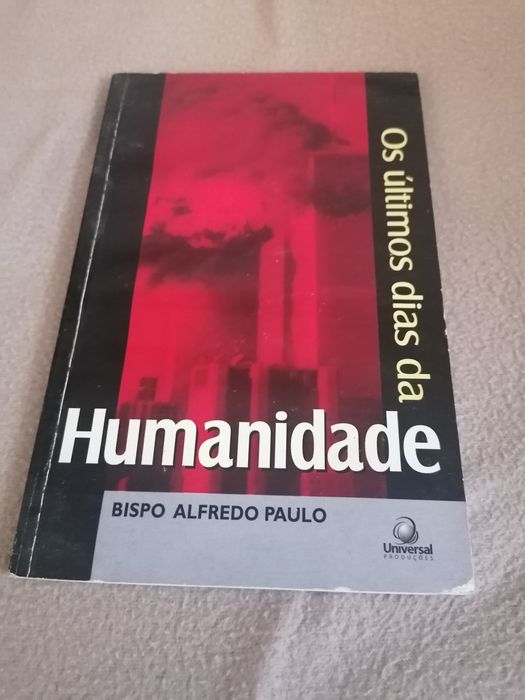 Os últimos dias da
Humanidade
BISPO ALFREDO PAULO
Universal
PRODUÇÕES